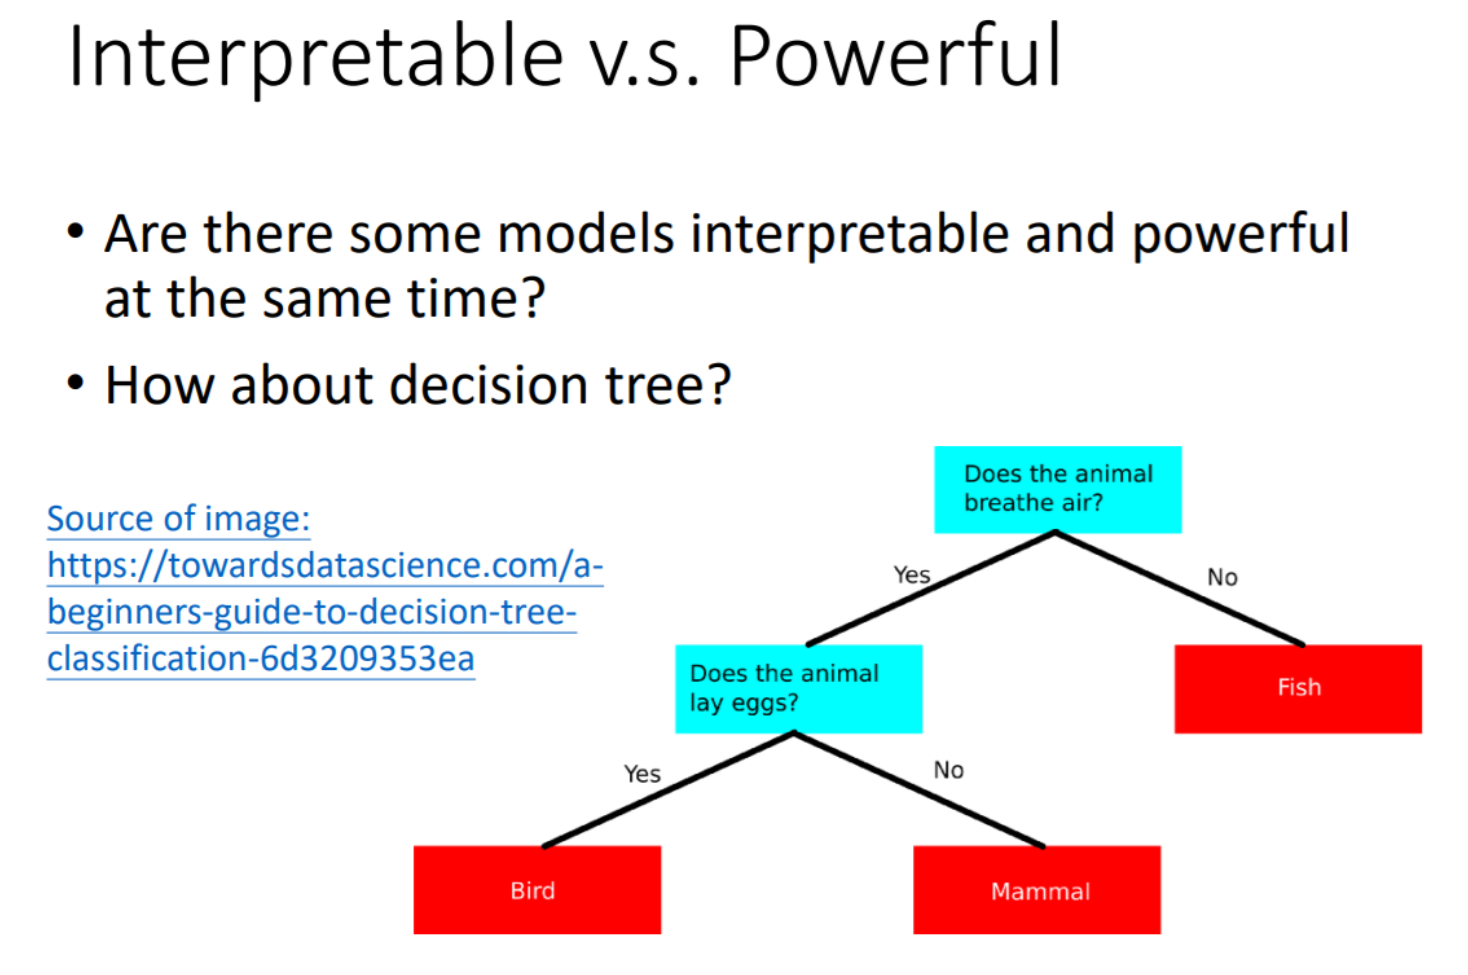 Interpretable v.s. Powerful
• Are there some models interpretable and powerful
at the same time?
• How about decision tree?
Source of image:
https://towardsdatascience.com/a-
beginners-guide-to-decision-tree-
classification-6d3209353ea
Does the animal
breathe air?
Yes
No
Does the animal
lay eggs?
Fish
Yes
No
Bird
Mammal